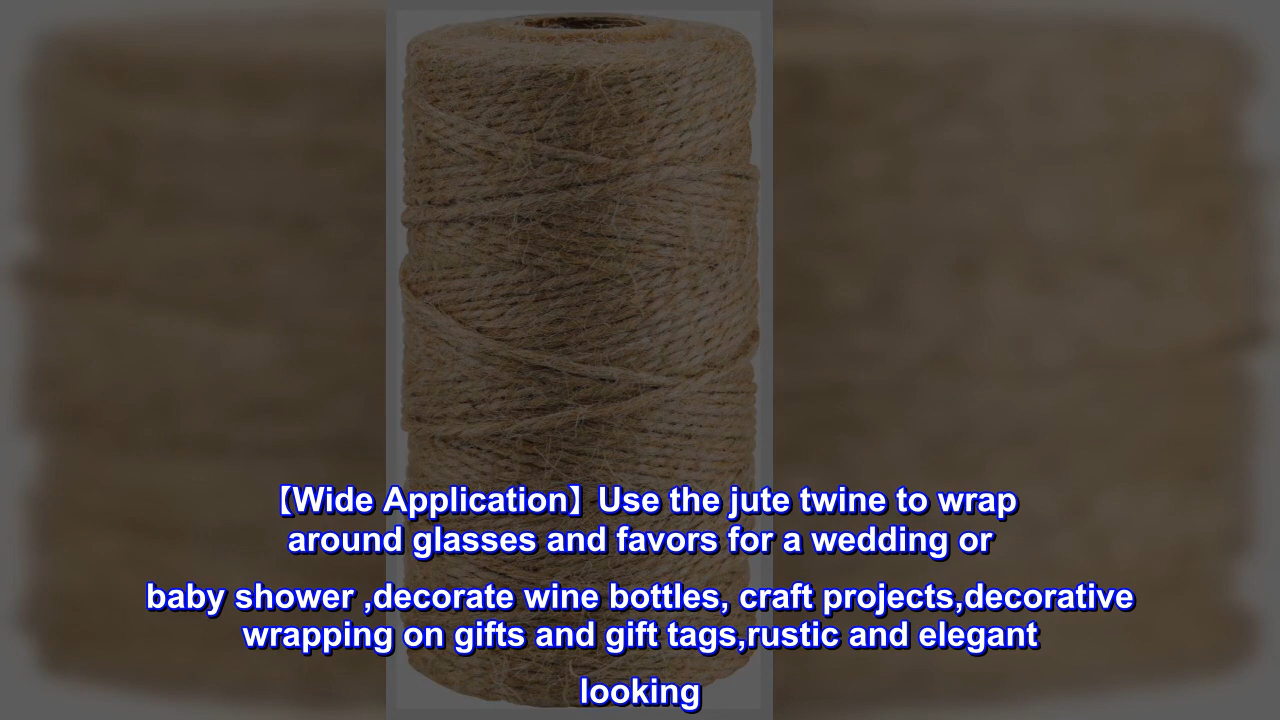 【Wide Application】Use the jute twine to wrap
around glasses and favors for a wedding or
baby shower ,decorate wine bottles, craft projects,decorative
wrapping on gifts and gift tags,rustic and elegant
looking